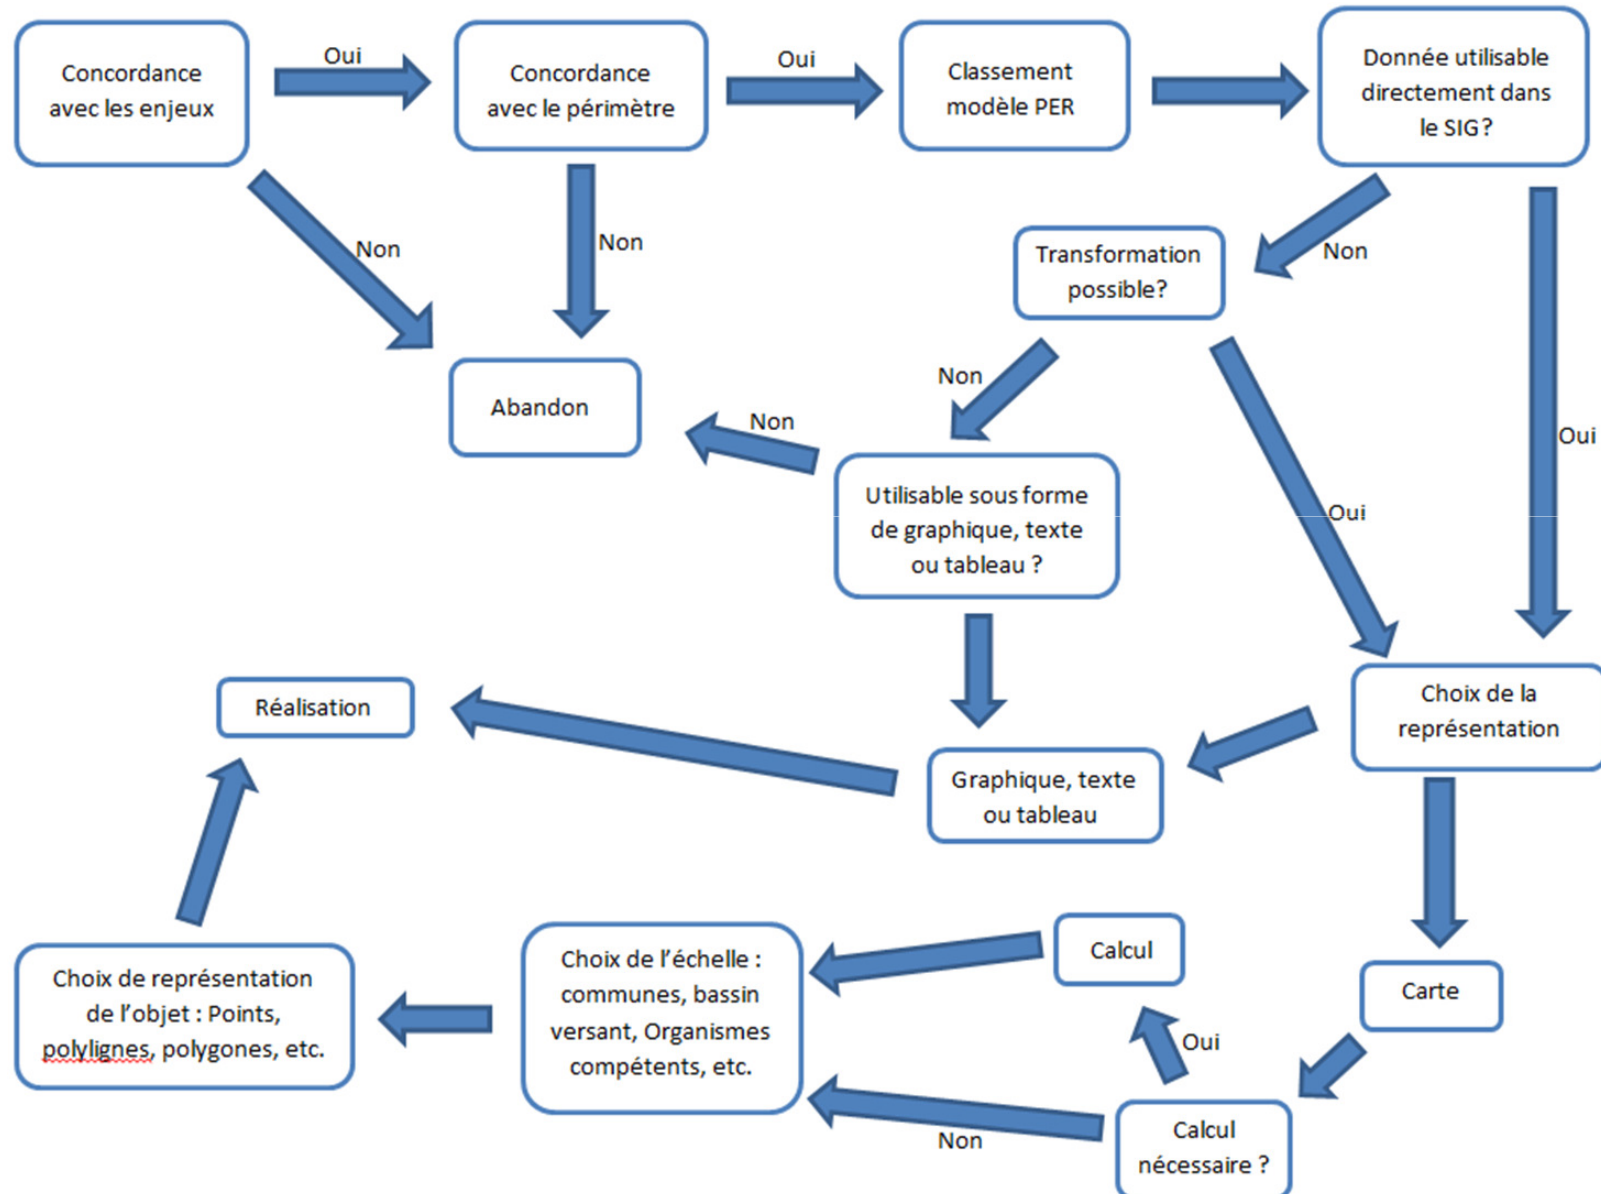 Concordance
avec les enjeux
Oui
Concordance
avec le périmètre
Oui
Classement
modèle PER
Donnée utilisable
directement dans
le SIG?
Non
Non
Non
Transformation
possible?
Oui
Non
Oui
Abandon
Non
Utilisable sous forme
de graphique, texte
ou tableau ?
Choix de la
représentation
Réalisation
Graphique, texte
ou tableau
Carte
Calcul
Oui
Calcul
nécessaire ?
Non
Choix de l’échelle :
communes, bassin
versant, Organismes
compétents, etc.
Choix de représentation
de l’objet : Points,
polylignes, polygones, etc.